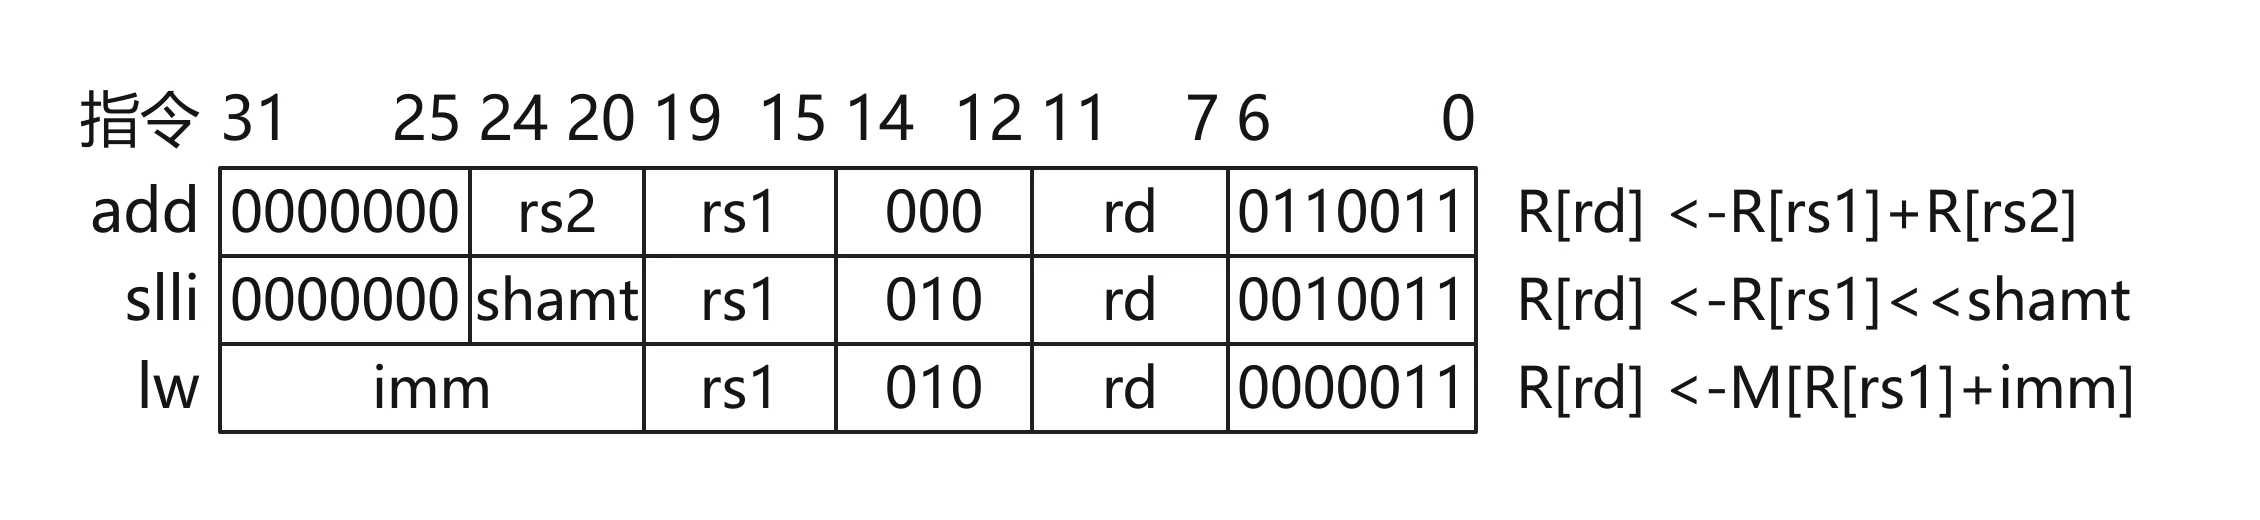 指令 31 25 24 20 19 15 14 12 11 7 6 0
add 0000000 rs2 rs1 000 rd 0110011 R[rd] <-R[rs1]+R[rs2]
slli 0000000 shamt rs1 010 rd 0010011 R[rd] <-R[rs1]<<shamt
lw imm rs1 010 rd 0000011 R[rd] <-M[R[rs1]+imm]